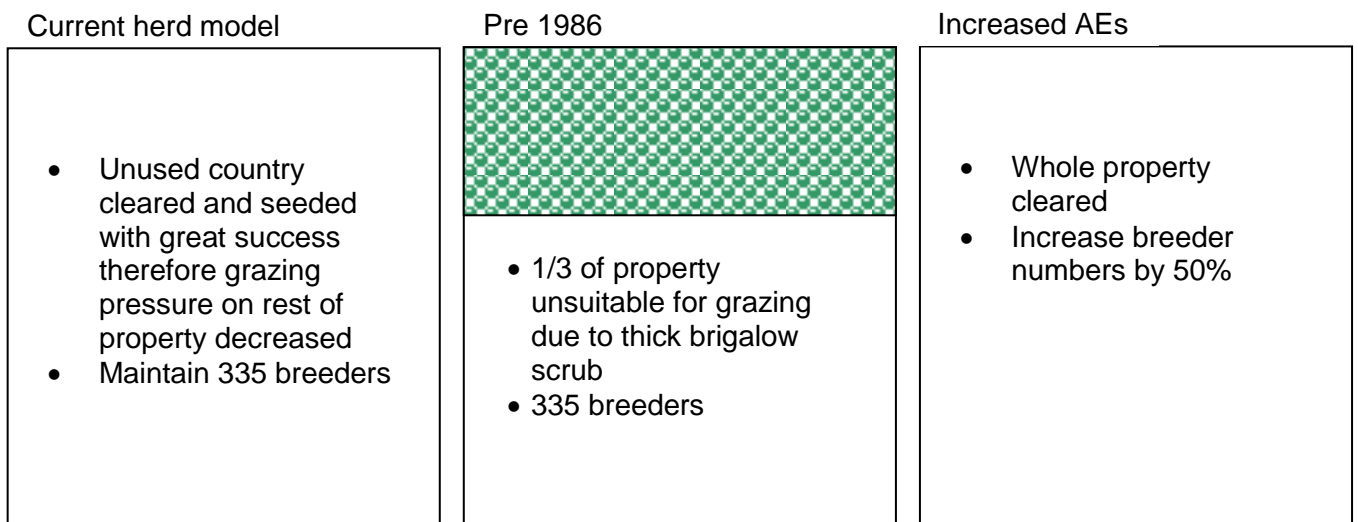 Current herd model
• Unused country
cleared and seeded
with great success
therefore grazing
pressure on rest of
property decreased
• Maintain 335 breeders
Pre 1986
• 1/3 of property
unsuitable for grazing
due to thick brigalow
scrub
• 335 breeders
Increased AEs
• Whole property
cleared
• Increase breeder
numbers by 50%